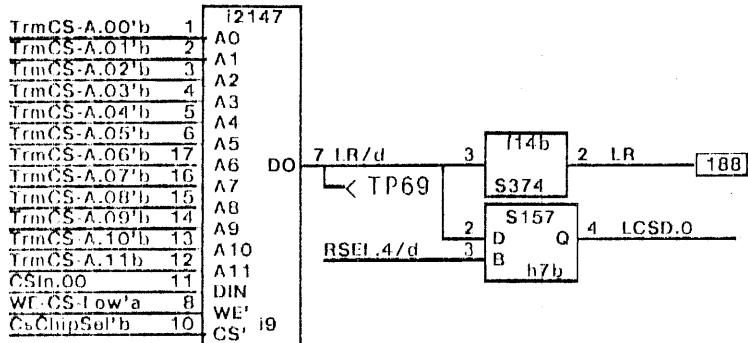 i2147
TrmCS-A.00'b 1 A0
TrmCS-A.01'b 2 A1
TrmCS-A.02'b 3 A2
TrmCS-A.03'b 4 A3
TrmCS-A.04'b 5 A4
TrmCS-A.05'b 6 A5
TrmCS-A.06'b 17 A6
TrmCS-A.07'b 16 A7
TrmCS-A.08'b 15 A8
TrmCS-A.09'b 14 A9
TrmCS-A.10'b 13 A10
TrmCS-A.11b 12 A11
CSIn.00 11 DIN
WE-CS-Low'a 8 WE'
CsChipSel'b 10 CS'
i9
DO 7 LR/d
< TP69
3 i14b 2 LR 188
S374
S157
2 D Q 4 LCSD.0
RSEL.4/d 3 B
h7b